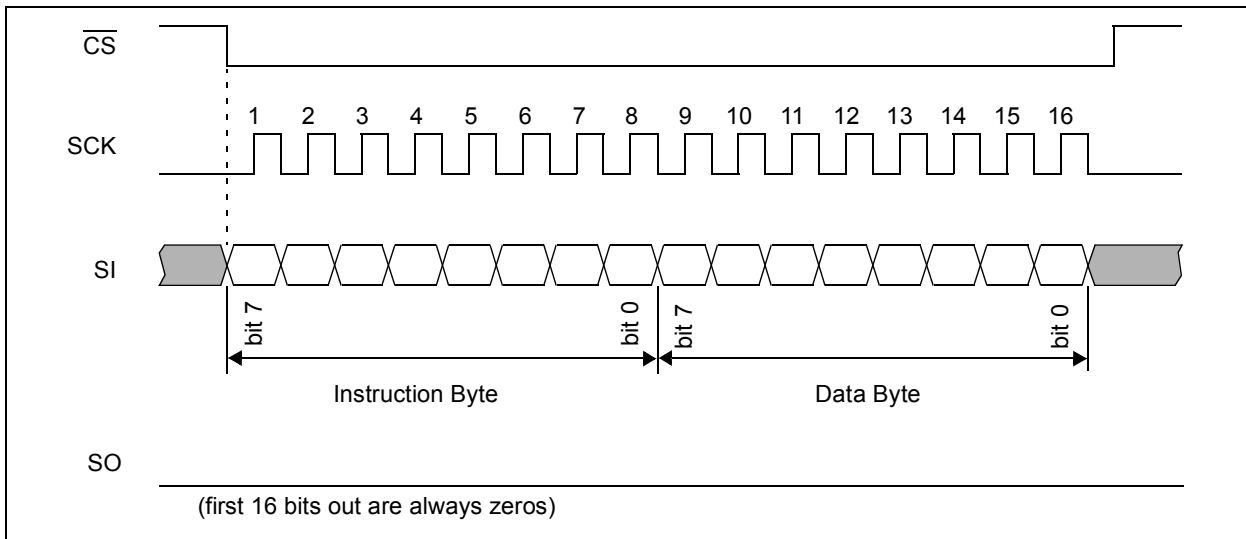 CS
1 2 3 4 5 6 7 8 9 10 11 12 13 14 15 16
SCK
SI
bit 7
bit 0
bit 7
bit 0
Instruction Byte
Data Byte
SO
(first 16 bits out are always zeros)